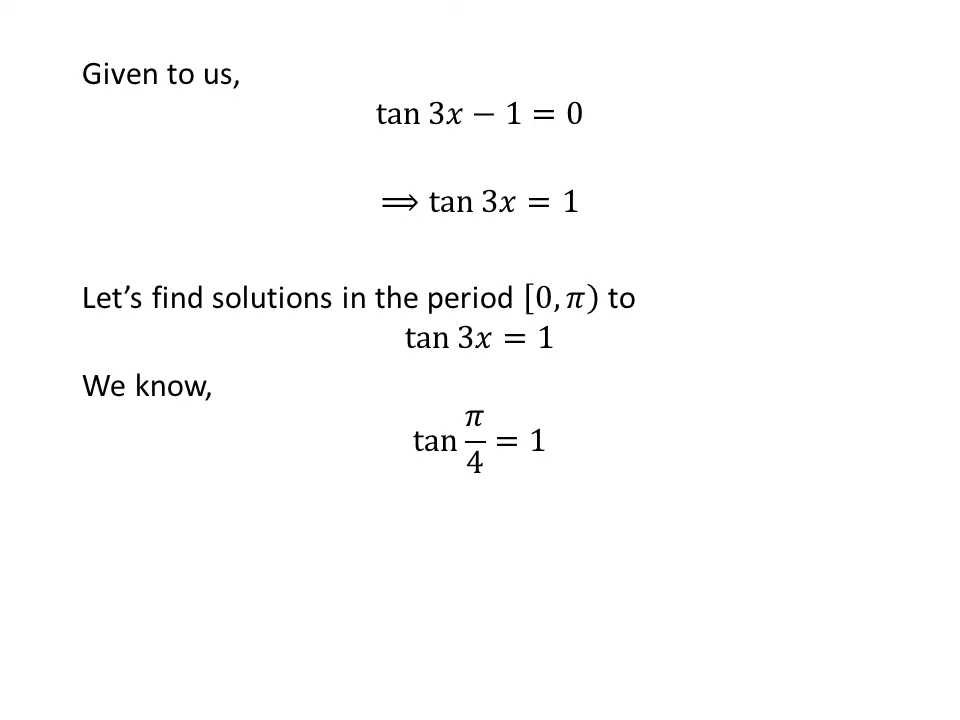 Given to us,
tan 3𝑥 − 1 = 0
⟹ tan 3𝑥 = 1
Let’s find solutions in the period [0, 𝜋) to
tan 3𝑥 = 1
We know,
tan 𝜋/4 = 1